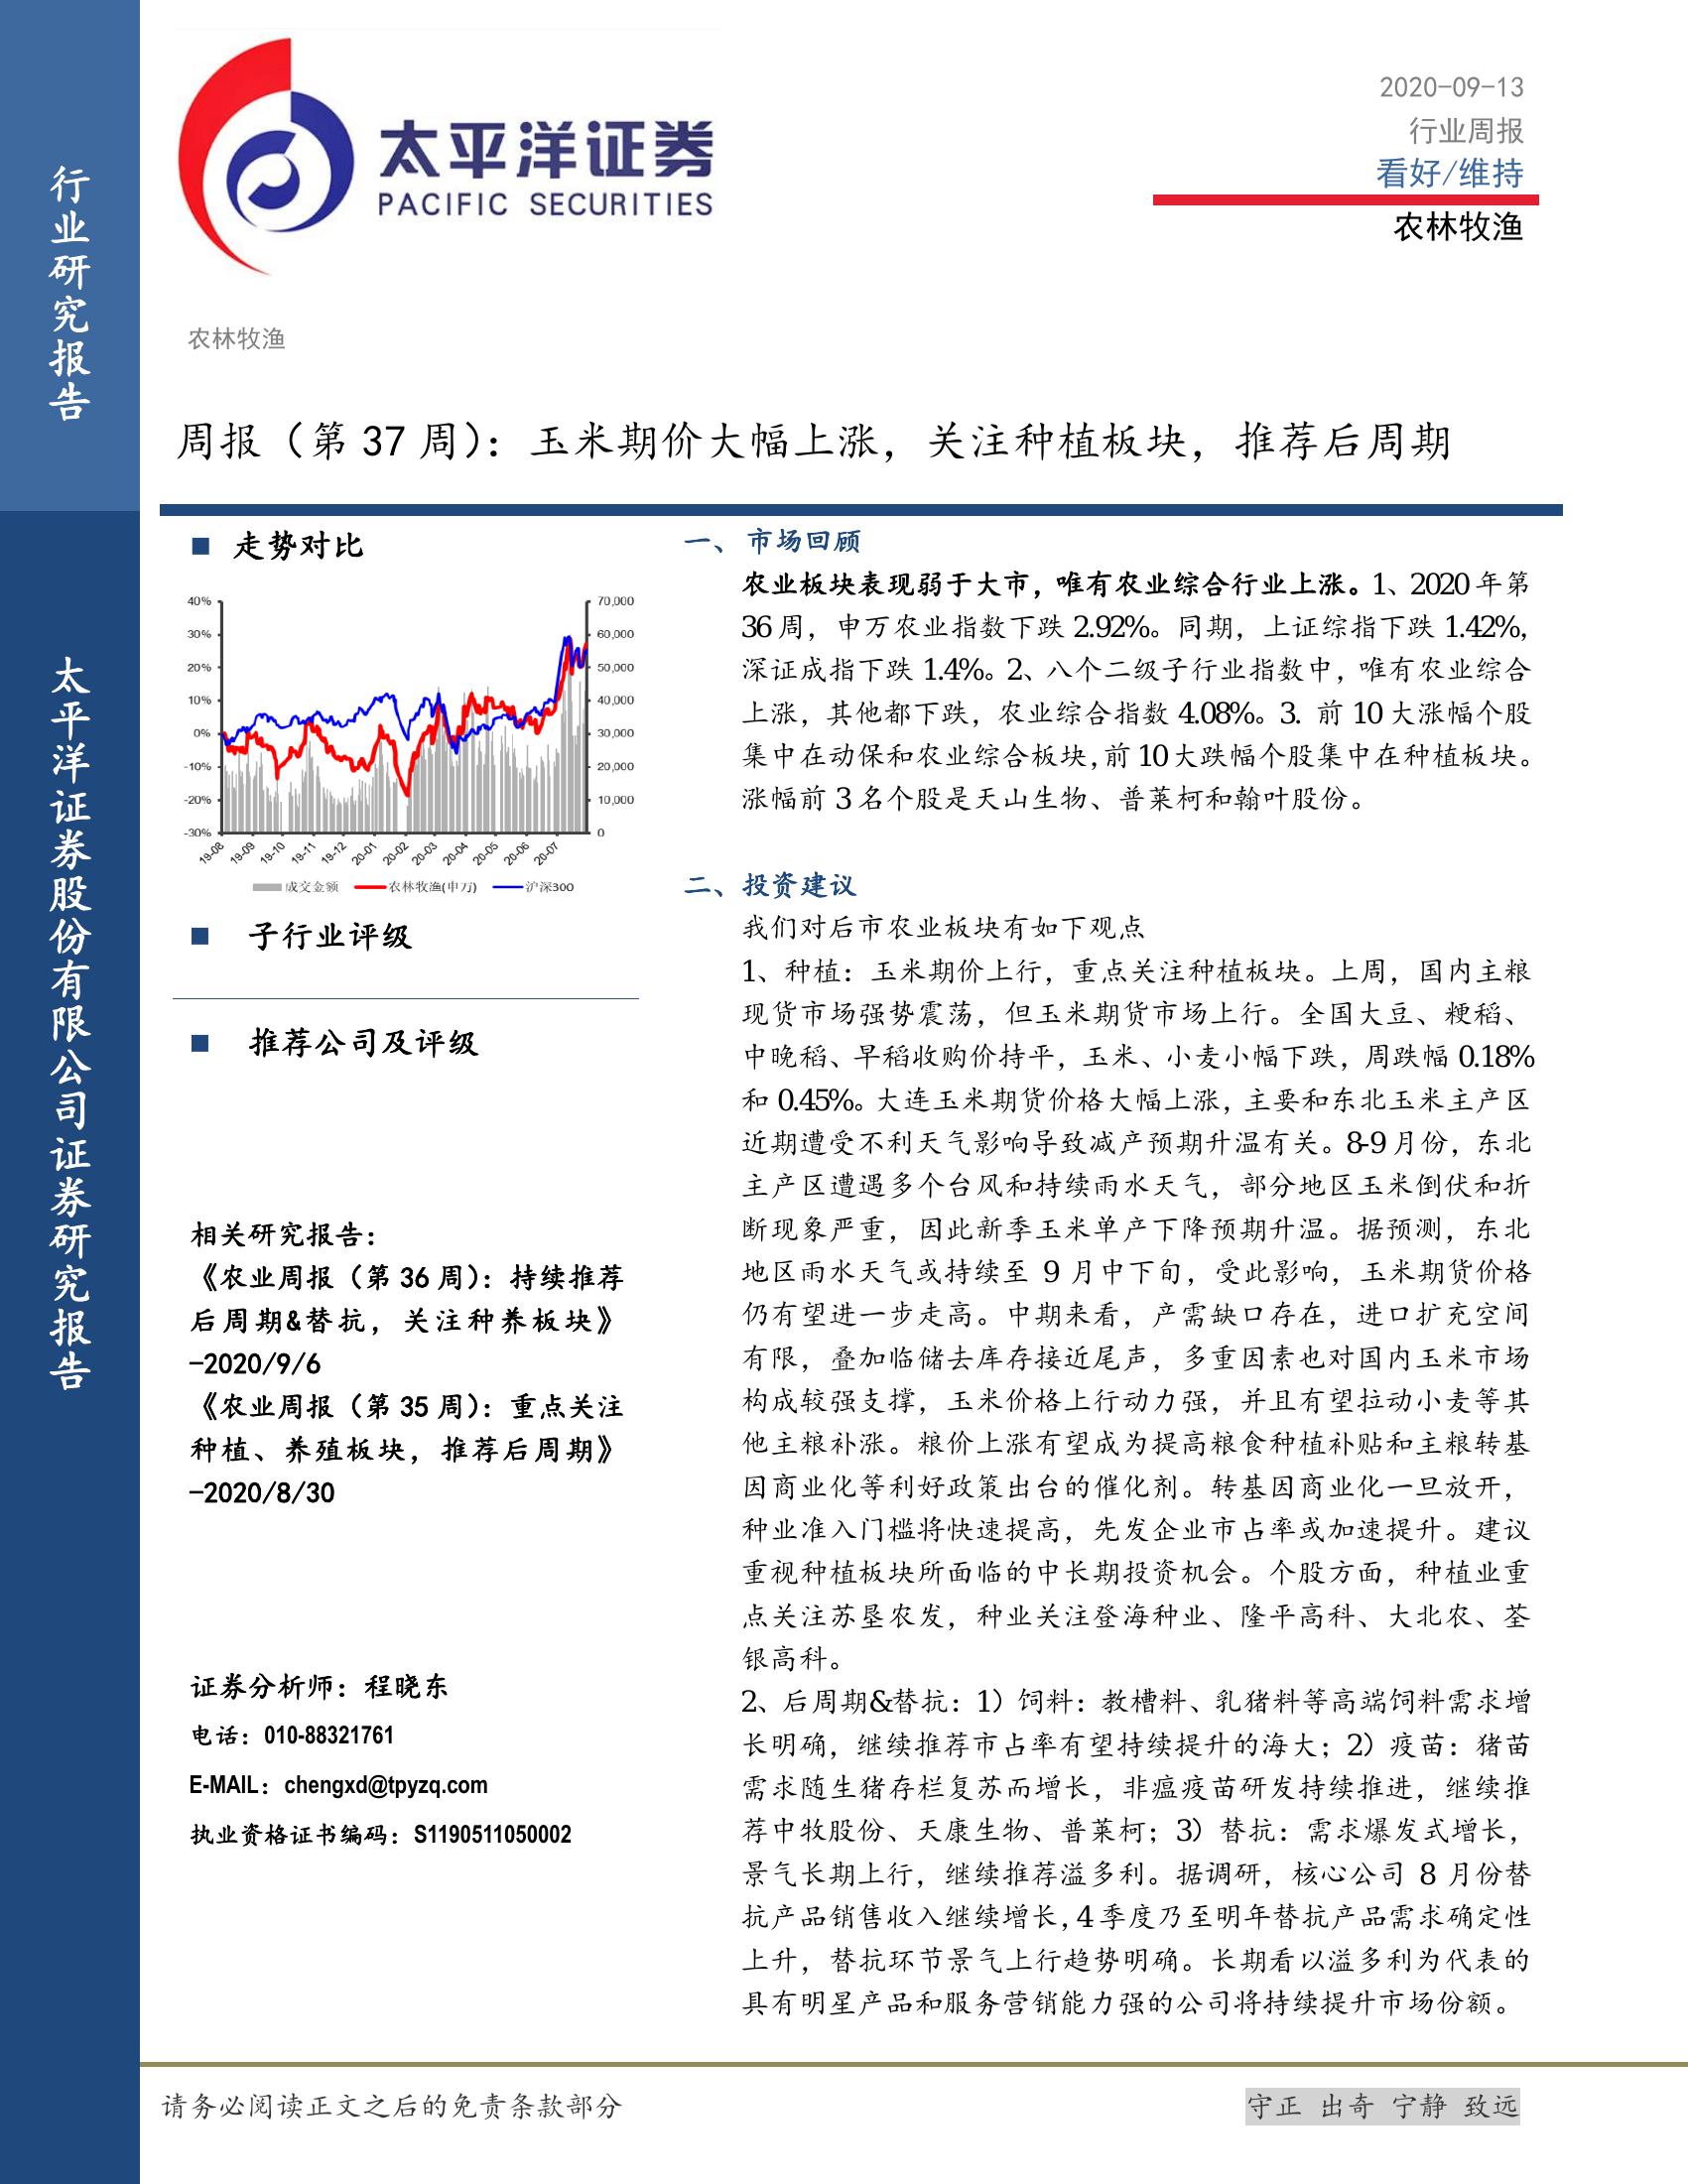 行业研究报告
太平洋证券股份有限公司证券研究报告
太平洋证券
PACIFIC SECURITIES
2020-09-13
行业周报
看好/维持
农林牧渔
农林牧渔
周报（第 37 周）：玉米期价大幅上涨，关注种植板块，推荐后周期
■ 走势对比
40%
30%
20%
10%
0%
-10%
-20%
-30%
70,000
60,000
50,000
40,000
30,000
20,000
10,000
0
19-08 19-09 19-10 19-11 19-12 20-01 20-02 20-03 20-04 20-05 20-06 20-07
成交金额 农林牧渔(申万) 沪深300
■ 子行业评级
■ 推荐公司及评级
相关研究报告：
《农业周报（第 36 周）：持续推荐
后周期&替抗，关注种养板块》
-2020/9/6
《农业周报（第 35 周）：重点关注
种植、养殖板块，推荐后周期》
-2020/8/30
证券分析师：程晓东
电话：010-88321761
E-MAIL：chengxd@tpyzq.com
执业资格证书编码：S1190511050002
一、 市场回顾
农业板块表现弱于大市，唯有农业综合行业上涨。1、2020 年第
36 周，申万农业指数下跌 2.92%。同期，上证综指下跌 1.42%，
深证成指下跌 1.4%。2、八个二级子行业指数中，唯有农业综合
上涨，其他都下跌，农业综合指数 4.08%。3. 前 10 大涨幅个股
集中在动保和农业综合板块，前 10 大跌幅个股集中在种植板块。
涨幅前 3 名个股是天山生物、普莱柯和翰叶股份。
二、投资建议
我们对后市农业板块有如下观点
1、种植：玉米期价上行，重点关注种植板块。上周，国内主粮
现货市场强势震荡，但玉米期货市场上行。全国大豆、粳稻、
中晚稻、早稻收购价持平，玉米、小麦小幅下跌，周跌幅 0.18%
和 0.45%。大连玉米期货价格大幅上涨，主要和东北玉米主产区
近期遭受不利天气影响导致减产预期升温有关。8-9 月份，东北
主产区遭遇多个台风和持续雨水天气，部分地区玉米倒伏和折
断现象严重，因此新季玉米单产下降预期升温。据预测，东北
地区雨水天气或持续至 9 月中下旬，受此影响，玉米期货价格
仍有望进一步走高。中期来看，产需缺口存在，进口扩充空间
有限，叠加临储去库存接近尾声，多重因素也对国内玉米市场
构成较强支撑，玉米价格上行动力强，并且有望拉动小麦等其
他主粮补涨。粮价上涨有望成为提高粮食种植补贴和主粮转基
因商业化等利好政策出台的催化剂。转基因商业化一旦放开，
种业准入门槛将快速提高，先发企业市占率或加速提升。建议
重视种植板块所面临的中长期投资机会。个股方面，种植业重
点关注苏垦农发，种业关注登海种业、隆平高科、大北农、荃
银高科。
2、后周期&替抗：1）饲料：教槽料、乳猪料等高端饲料需求增
长明确，继续推荐市占率有望持续提升的海大；2）疫苗：猪苗
需求随生猪存栏复苏而增长，非瘟疫苗研发持续推进，继续推
荐中牧股份、天康生物、普莱柯；3）替抗：需求爆发式增长，
景气长期上行，继续推荐溢多利。据调研，核心公司 8 月份替
抗产品销售收入继续增长，4 季度乃至明年替抗产品需求确定性
上升，替抗环节景气上行趋势明确。长期看以溢多利为代表的
具有明星产品和服务营销能力强的公司将持续提升市场份额。
请务必阅读正文之后的免责条款部分
守正 出奇 宁静 致远